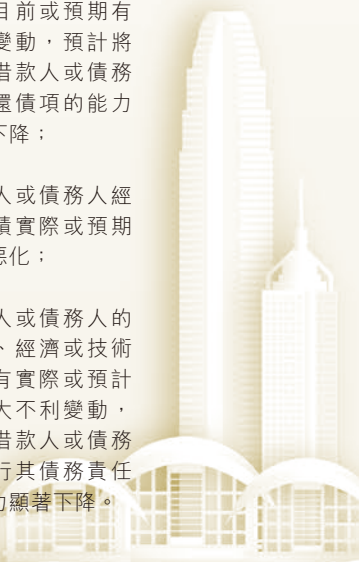 目前或預期有
變動，預計將
借款人或債務
還債項的能力
下降；
人或債務人經
績實際或預期
惡化；
人或債務人的
、經濟或技術
有實際或預計
大不利變動，
借款人或債務
行其債務責任
力顯著下降。